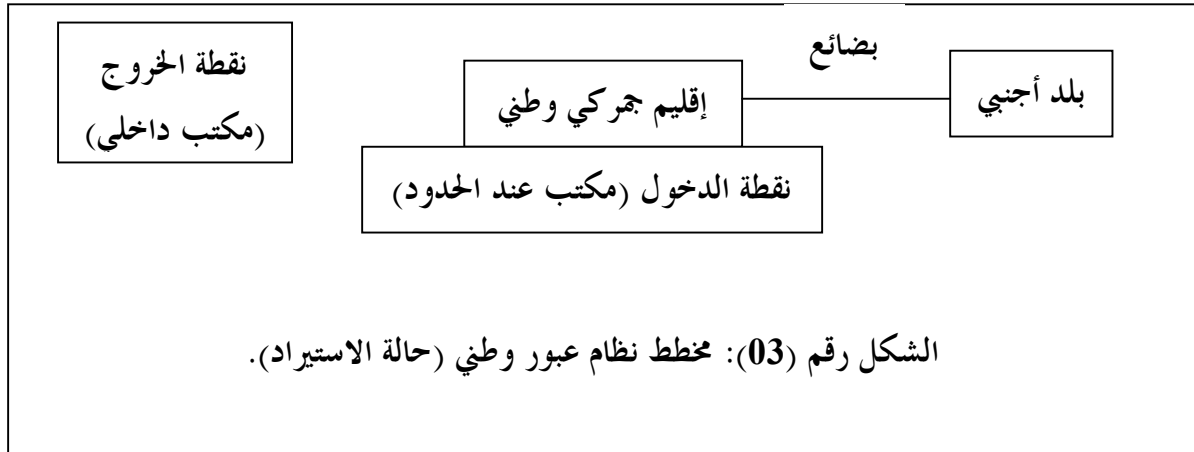 بضائع
بلد أجنبي
إقليم جمركي وطني
نقطة الدخول (مكتب عند الحدود)
نقطة الخروج
(مكتب داخلي)
الشكل رقم (03): مخطط نظام عبور وطني (حالة الاستيراد).